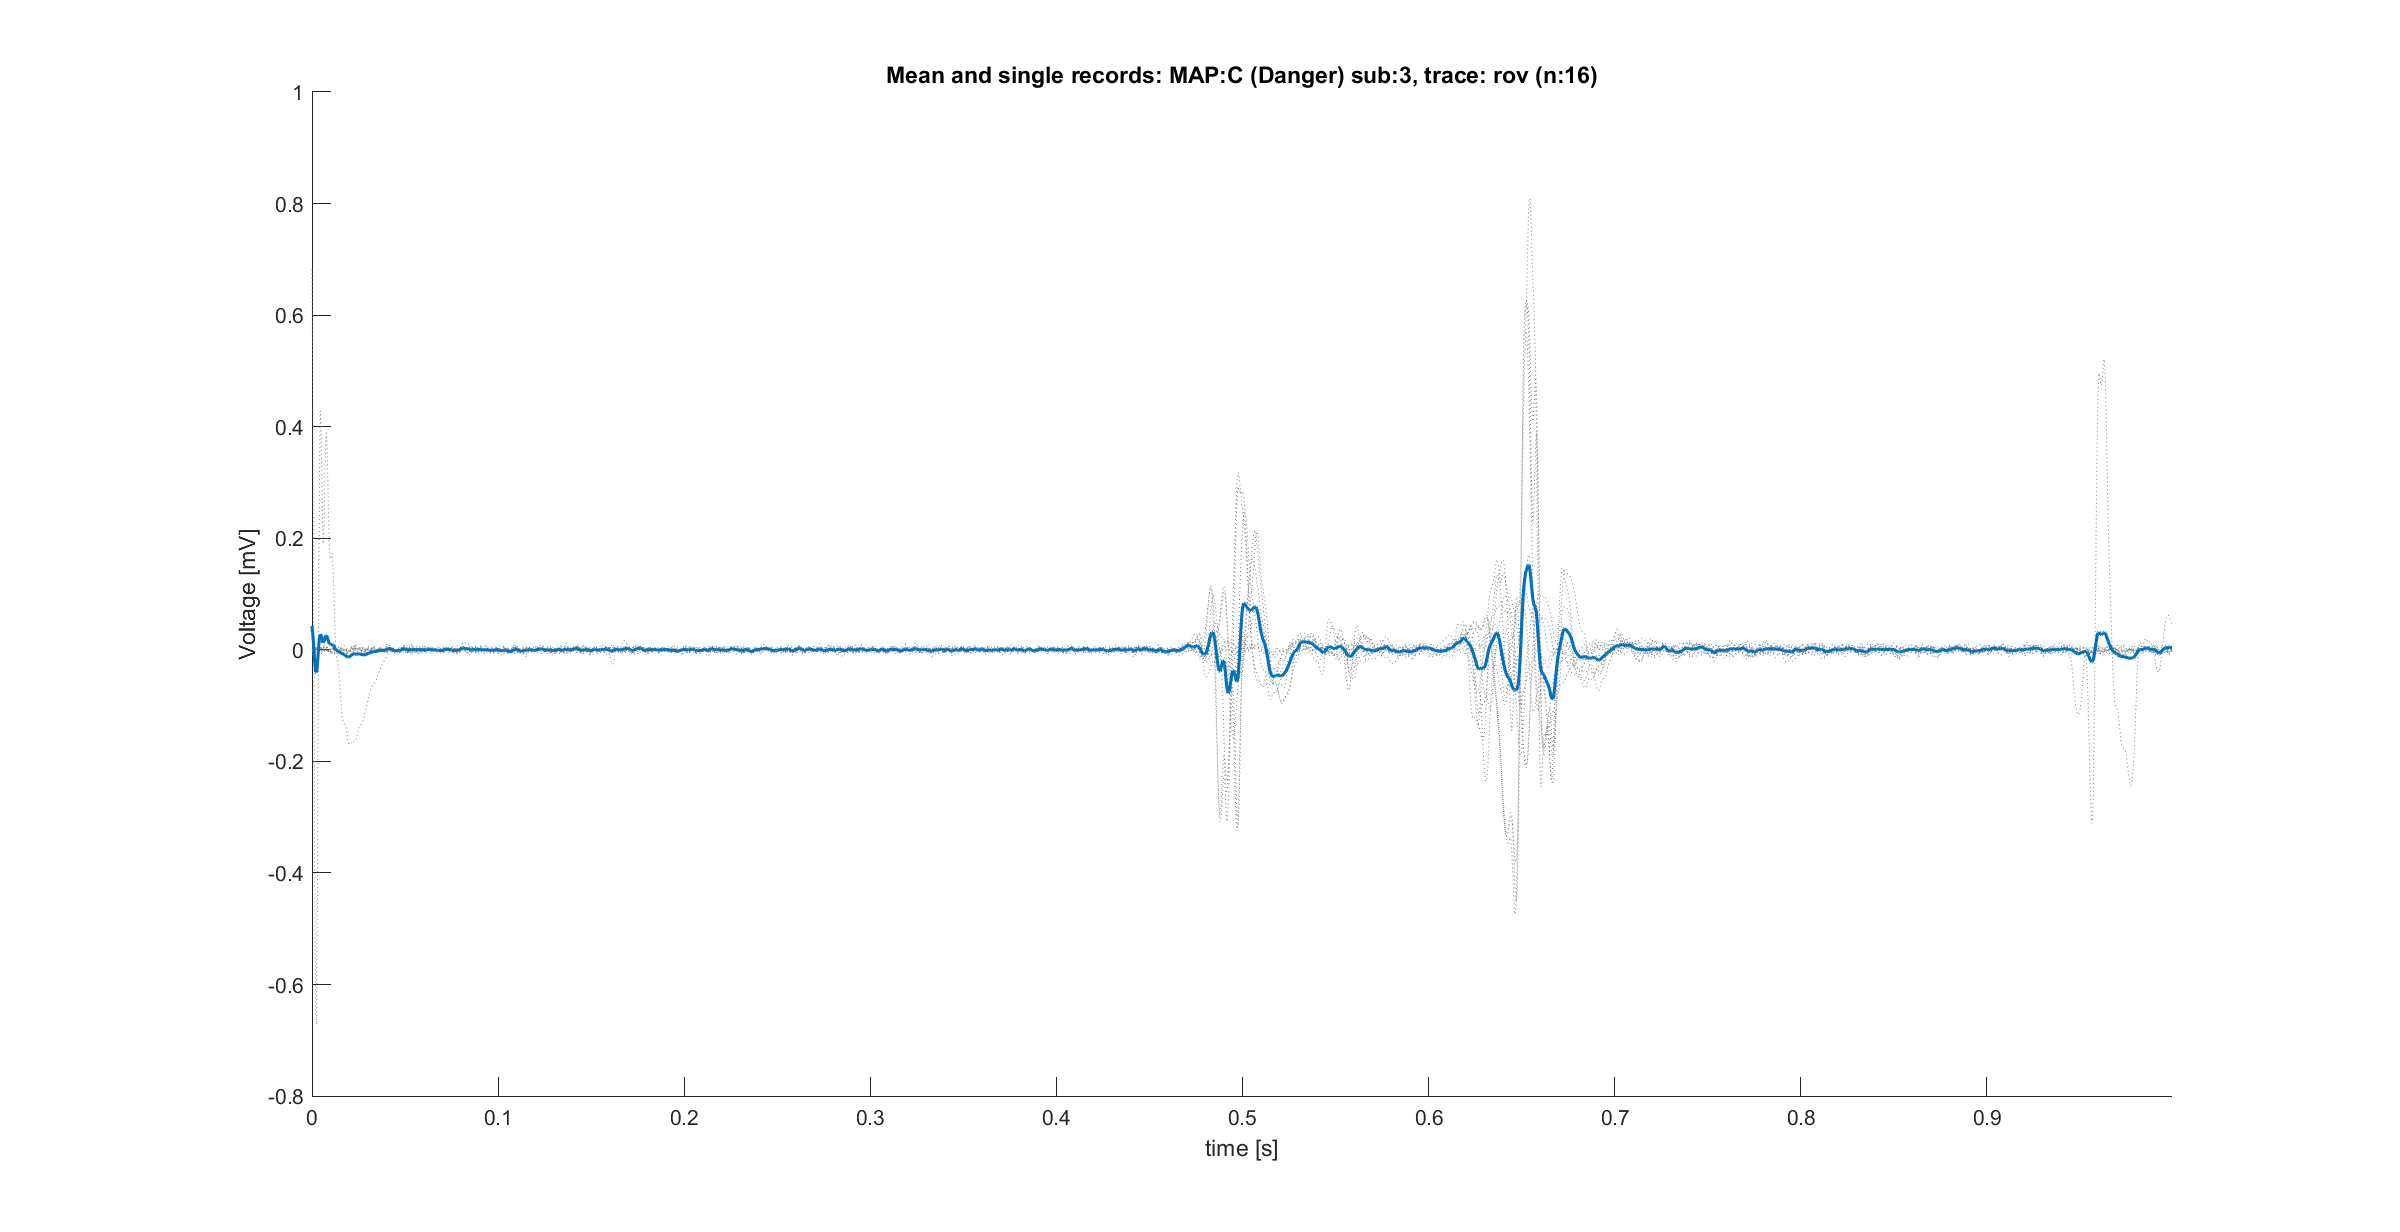 Mean and single records: MAP:C (Danger) sub:3, trace: rov (n:16)
1
0.8
0.6
0.4
0.2
0
-0.2
-0.4
-0.6
-0.8
Voltage [mV]
0 0.1 0.2 0.3 0.4 0.5 0.6 0.7 0.8 0.9
time [s]